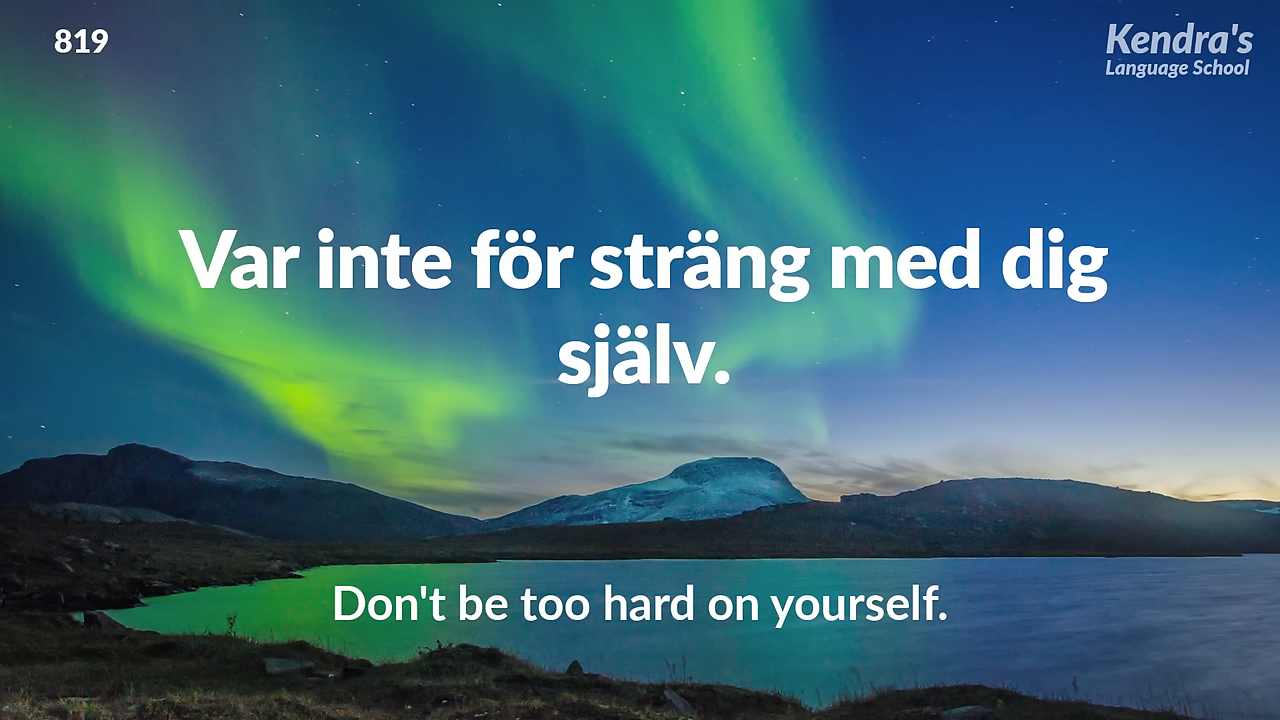 819
Kendra's
Language School
Var inte för sträng med dig
själv.
Don't be too hard on yourself.